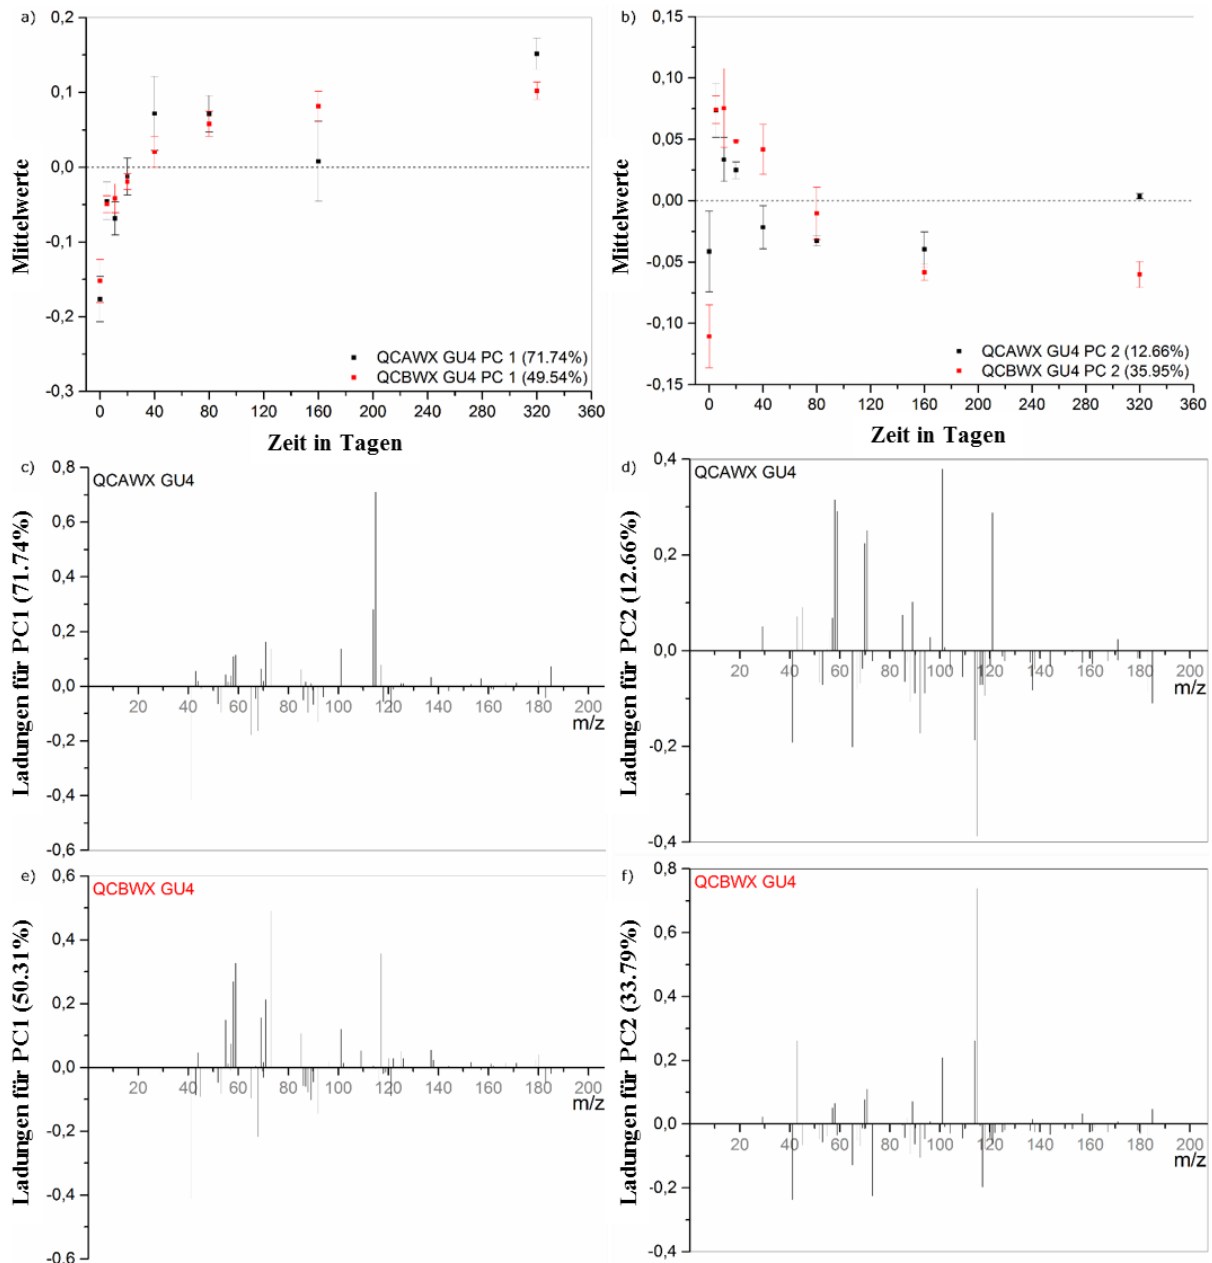 a)
0,2
0,1
0,0
-0,1
-0,2
-0,3
Mittelwerte
QCAWX GU4 PC 1 (71.74%)
QCBWX GU4 PC 1 (49.54%)
0 40 80 120 160 200 240 280 320 360
Zeit in Tagen
b)
0,15
0,10
0,05
0,00
-0,05
-0,10
-0,15
Mittelwerte
QCAWX GU4 PC 2 (12.66%)
QCBWX GU4 PC 2 (35.95%)
0 40 80 120 160 200 240 280 320 360
Zeit in Tagen
c)
0,8
0,6
0,4
0,2
0,0
-0,2
-0,4
-0,6
Ladungen für PC1 (71.74%)
QCAWX GU4
20 40 60 80 100 120 140 160 180 200
m/z
d)
0,4
0,2
0,0
-0,2
-0,4
Ladungen für PC2 (12.66%)
QCAWX GU4
20 40 60 80 100 120 140 160 180 200
m/z
e)
0,6
0,4
0,2
0,0
-0,2
-0,4
-0,6
Ladungen für PC1 (50.31%)
QCBWX GU4
20 40 60 80 100 120 140 160 180 200
m/z
f)
0,8
0,6
0,4
0,2
0,0
-0,2
-0,4
Ladungen für PC2 (33.79%)
QCBWX GU4
20 40 60 80 100 120 140 160 180 200
m/z